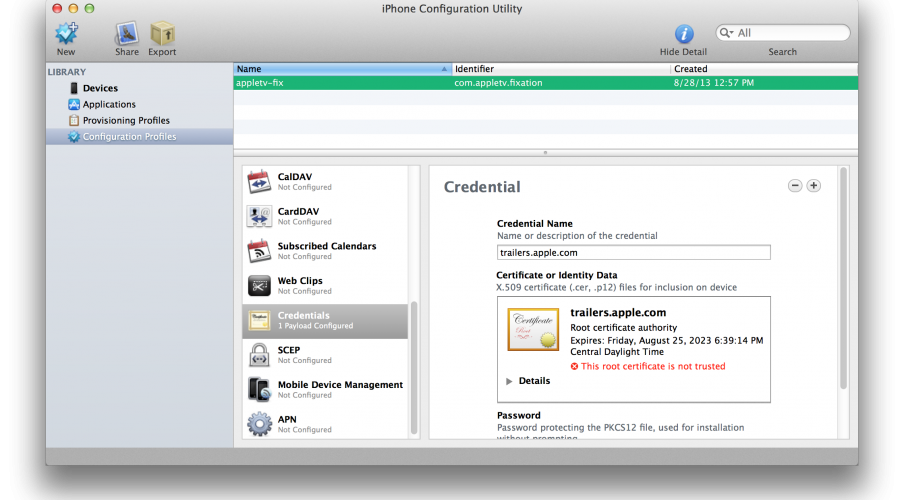 iPhone Configuration Utility
New
Share
Export
Hide Detail
All
Search
LIBRARY
Devices
Applications
Provisioning Profiles
Configuration Profiles
Name
Identifier
Created
appletv-fix
com.appletv.fixation
8/28/13 12:57 PM
CalDAV
Not Configured
CardDAV
Not Configured
Subscribed Calendars
Not Configured
Web Clips
Not Configured
Credentials
1 Payload Configured
SCEP
Not Configured
Mobile Device Management
Not Configured
APN
Not Configured
Credential
Credential Name
Name or description of the credential
trailers.apple.com
Certificate or Identity Data
X.509 certificate (.cer, .p12) files for inclusion on device
Certificate
Root
trailers.apple.com
Root certificate authority
Expires: Friday, August 25, 2023 6:39:14 PM
Central Daylight Time
This root certificate is not trusted
Details
Password
Password protecting the PKCS12 file, used for installation
without prompting